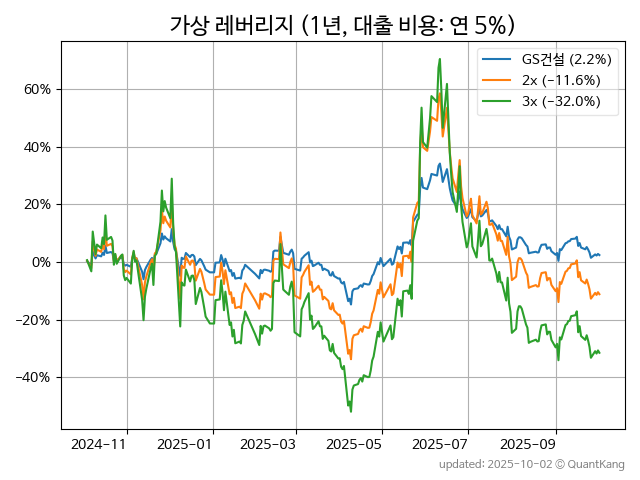 가상 레버리지 (1년, 대출 비용: 연 5%)
GS건설 (2.2%)
2x (−11.6%)
3x (−32.0%)
60%
40%
20%
0%
−20%
−40%
2024-11
2025-01
2025-03
2025-05
2025-07
2025-09
updated: 2025-10-02 © QuantKang